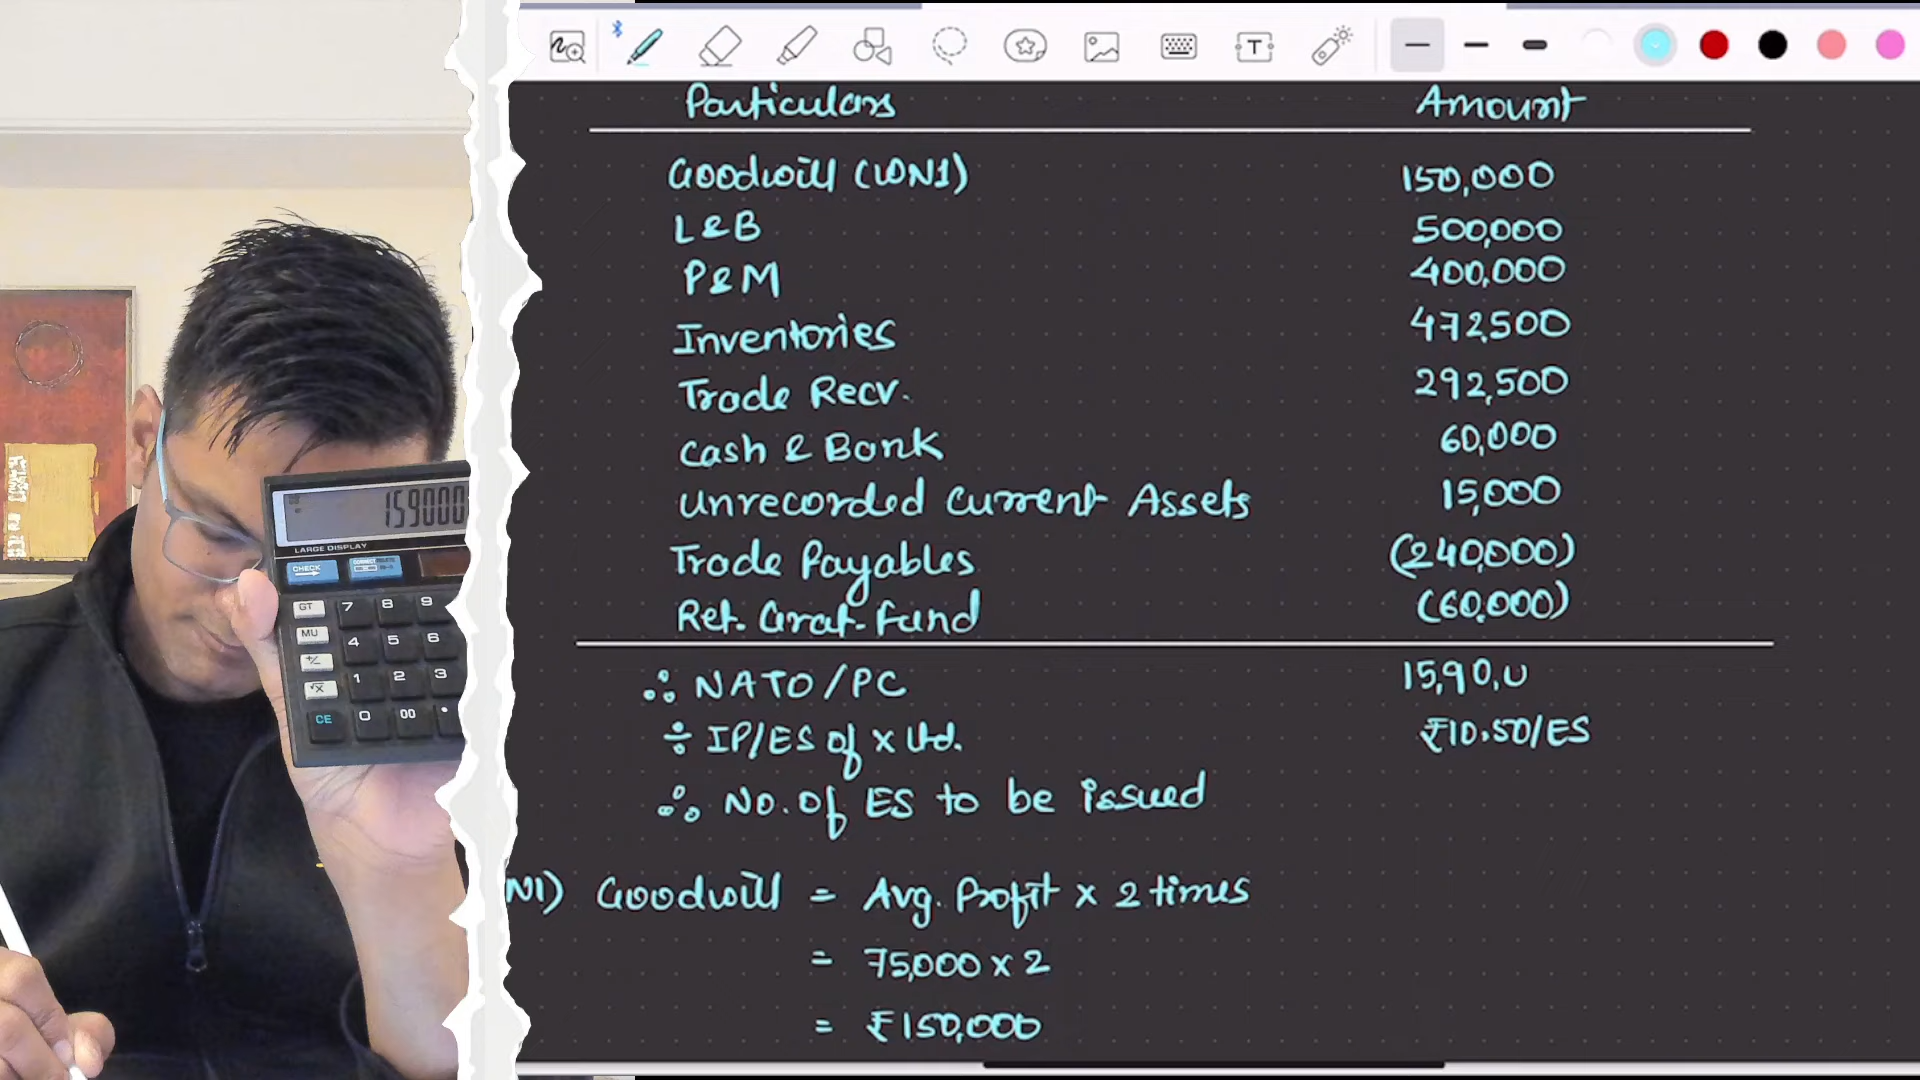 Particulars Amount
Goodwill (WN1) 150,000
L&B 500,000
P&M 400,000
Inventories 472,500
Trade Recv. 292,500
Cash & Bank 60,000
Unrecorded Current Assets 15,000
Trade Payables (240,000)
Ret. Grat. Fund (60,000)
∴ NATO/PC 15,90,0
÷ IP/ES of X Ltd. ₹10.50/ES
∴ No. of ES to be issued
N1) Goodwill = Avg. Profit × 2 times
= 75,000 × 2
= ₹150,000
T
1590000
LARGE DISPLAY
CHECK CORRECT
GT 7 8 9
MU 4 5 6
+/- 1 2 3
√x
CE 0 00 •